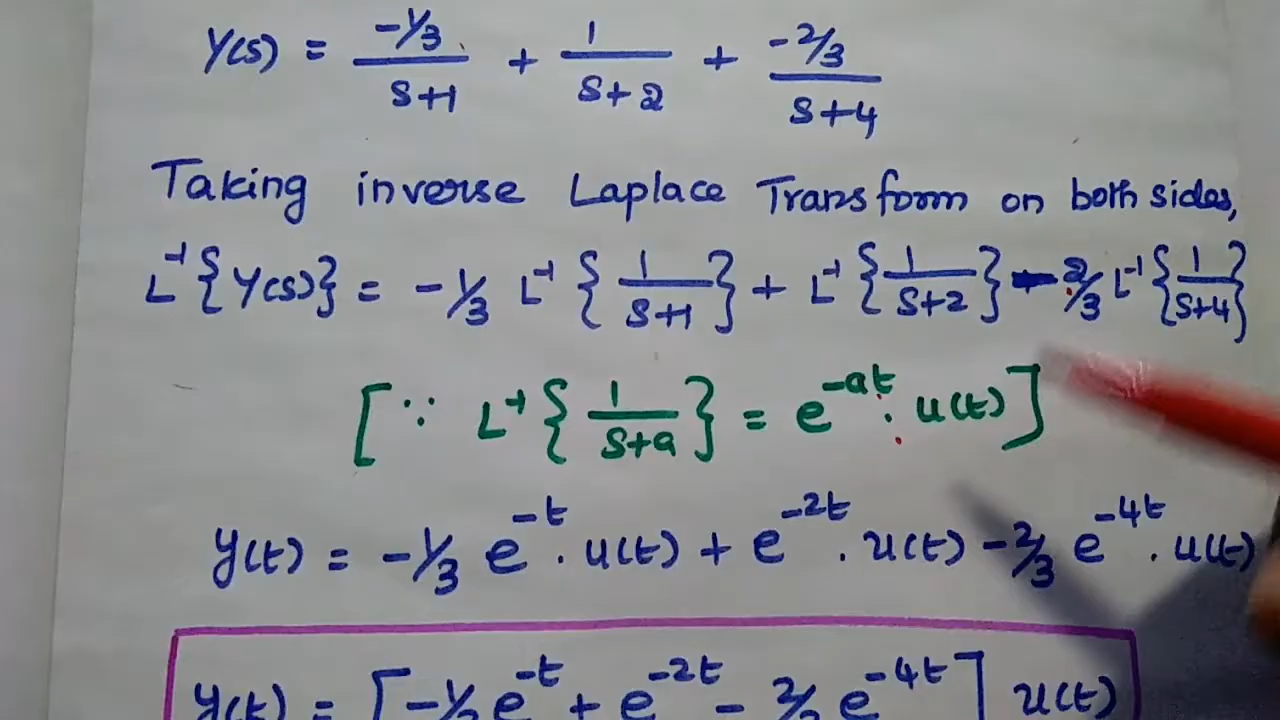 Y(s) = -1/3 / s+1 + 1 / s+2 + -2/3 / s+4
Taking inverse Laplace Transform on both sides,
L⁻¹{Y(s)} = -1/3 L⁻¹{1/s+1} + L⁻¹{1/s+2} - 2/3 L⁻¹{1/s+4}
[∵ L⁻¹{1/s+a} = e^-at . u(t)]
y(t) = -1/3 e^-t . u(t) + e^-2t . u(t) - 2/3 e^-4t . u(t)
y(t) = [-1/3 e^-t + e^-2t - 2/3 e^-4t] u(t)